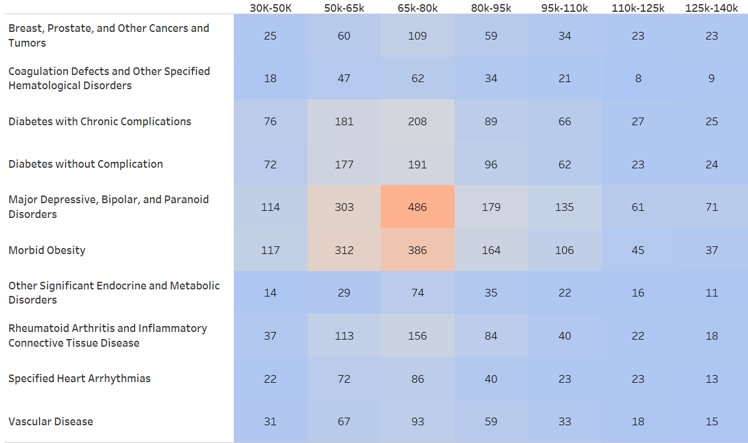 30K-50K 50k-65k 65k-80k 80k-95k 95k-110k 110k-125k 125k-140k
Breast, Prostate, and Other Cancers and
Tumors
25 60 109 59 34 23 23
Coagulation Defects and Other Specified
Hematological Disorders
18 47 62 34 21 8 9
Diabetes with Chronic Complications 76 181 208 89 66 27 25
Diabetes without Complication 72 177 191 96 62 23 24
Major Depressive, Bipolar, and Paranoid
Disorders
114 303 486 179 135 61 71
Morbid Obesity 117 312 386 164 106 45 37
Other Significant Endocrine and Metabolic
Disorders
14 29 74 35 22 16 11
Rheumatoid Arthritis and Inflammatory
Connective Tissue Disease
37 113 156 84 40 22 18
Specified Heart Arrhythmias 22 72 86 40 23 23 13
Vascular Disease 31 67 93 59 33 18 15